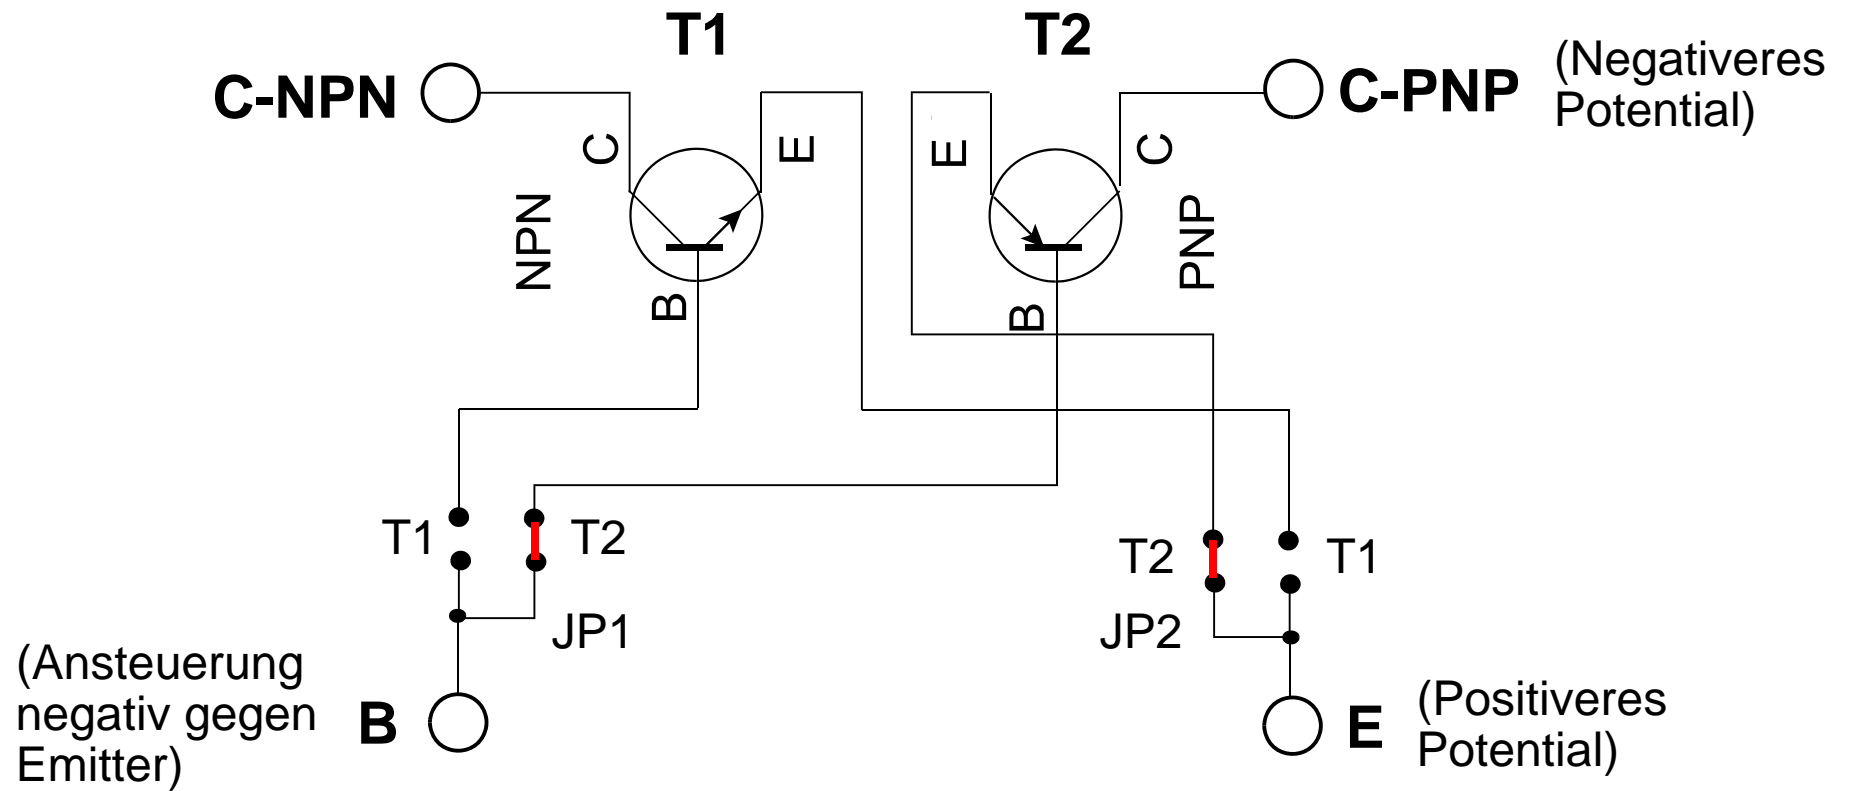 T1
T2
C-NPN
C-PNP
(Negativeres
Potential)
C
E
E
C
NPN
PNP
B
B
T1
T2
T2
T1
JP1
JP2
(Ansteuerung
negativ gegen
Emitter)
B
E
(Positiveres
Potential)